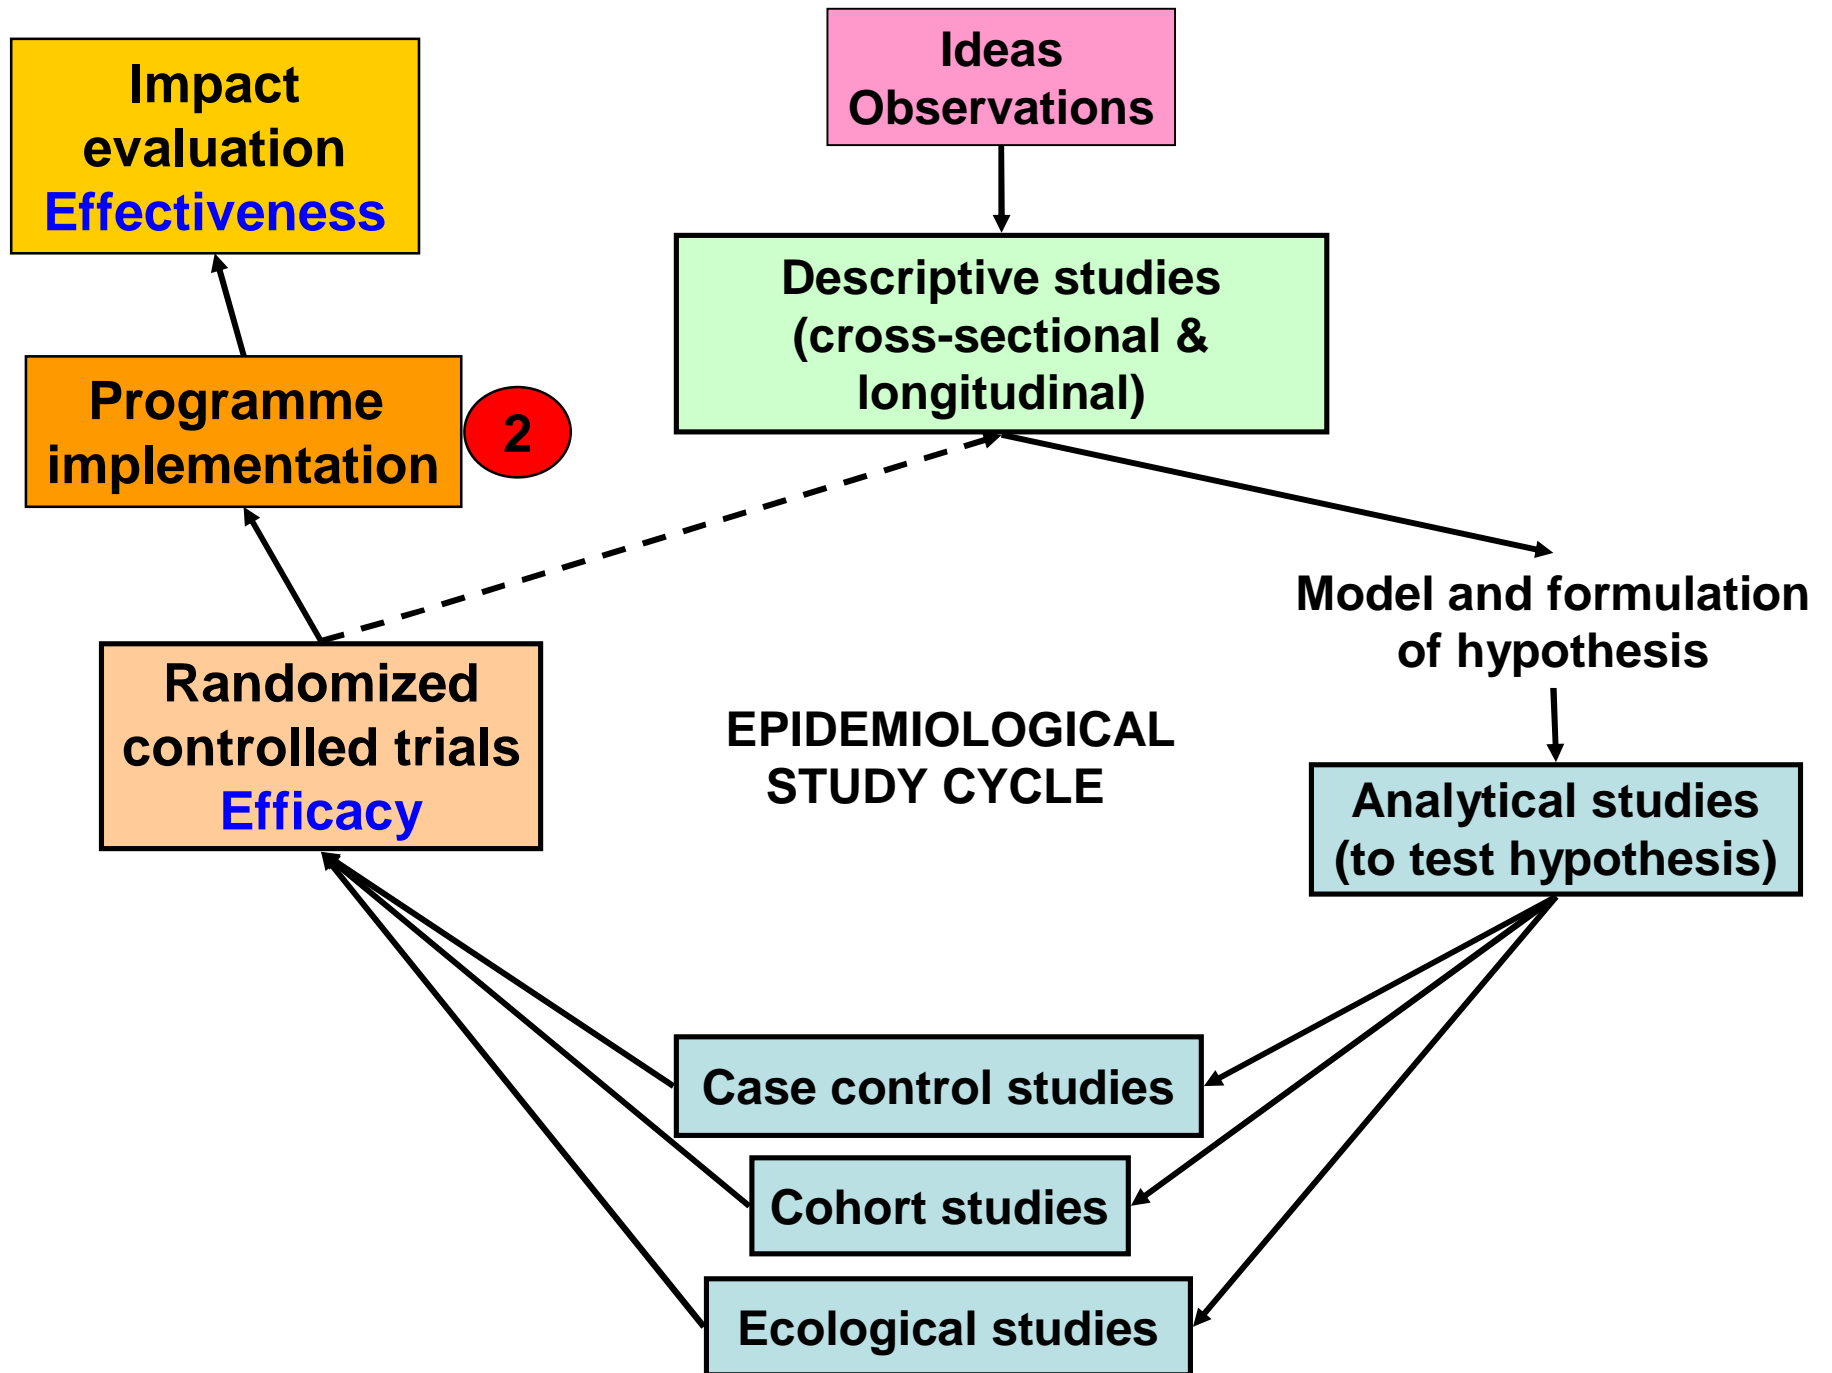 Ideas
Observations
Impact
evaluation
Effectiveness
Descriptive studies
(cross-sectional &
longitudinal)
Programme
implementation
2
Model and formulation
of hypothesis
Randomized
controlled trials
Efficacy
EPIDEMIOLOGICAL
STUDY CYCLE
Analytical studies
(to test hypothesis)
Case control studies
Cohort studies
Ecological studies